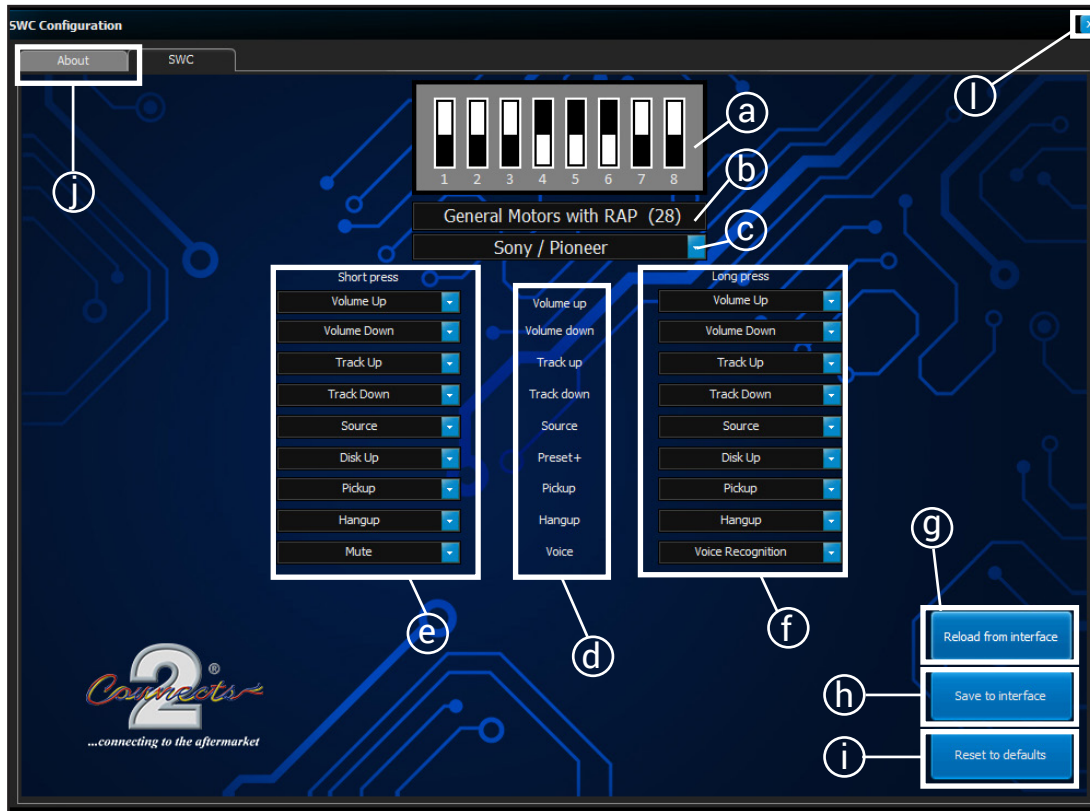 SWC Configuration
About
SWC
l
j
1 2 3 4 5 6 7 8
a
General Motors with RAP (28)
b
Sony / Pioneer
c
Short press
Long press
Volume Up Volume up Volume Up
Volume Down Volume down Volume Down
Track Up Track up Track Up
Track Down Track down Track Down
Source Source Source
Disk Up Preset+ Disk Up
Pickup Pickup Pickup
Hangup Hangup Hangup
Mute Voice Voice Recognition
e
d
f
g
Reload from interface
h
Save to interface
i
Reset to defaults
Connects 2 ®
...connecting to the aftermarket